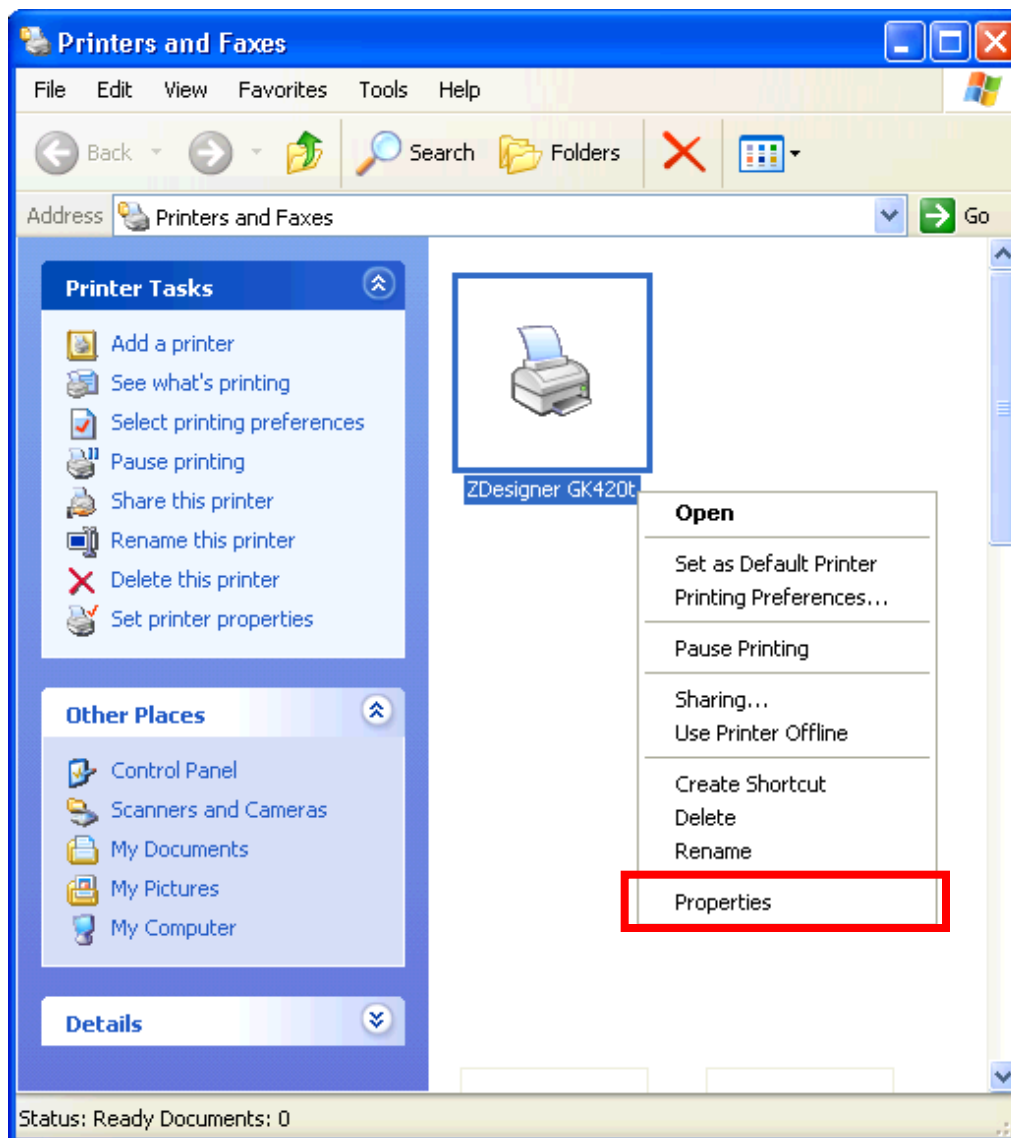 Printers and Faxes
File Edit View Favorites Tools Help
Back Search Folders
Address Printers and Faxes Go
Printer Tasks
Add a printer
See what's printing
Select printing preferences
Pause printing
Share this printer
Rename this printer
Delete this printer
Set printer properties
Other Places
Control Panel
Scanners and Cameras
My Documents
My Pictures
My Computer
Details
ZDesigner GK420t
Open
Set as Default Printer
Printing Preferences...
Pause Printing
Sharing...
Use Printer Offline
Create Shortcut
Delete
Rename
Properties
Status: Ready Documents: 0